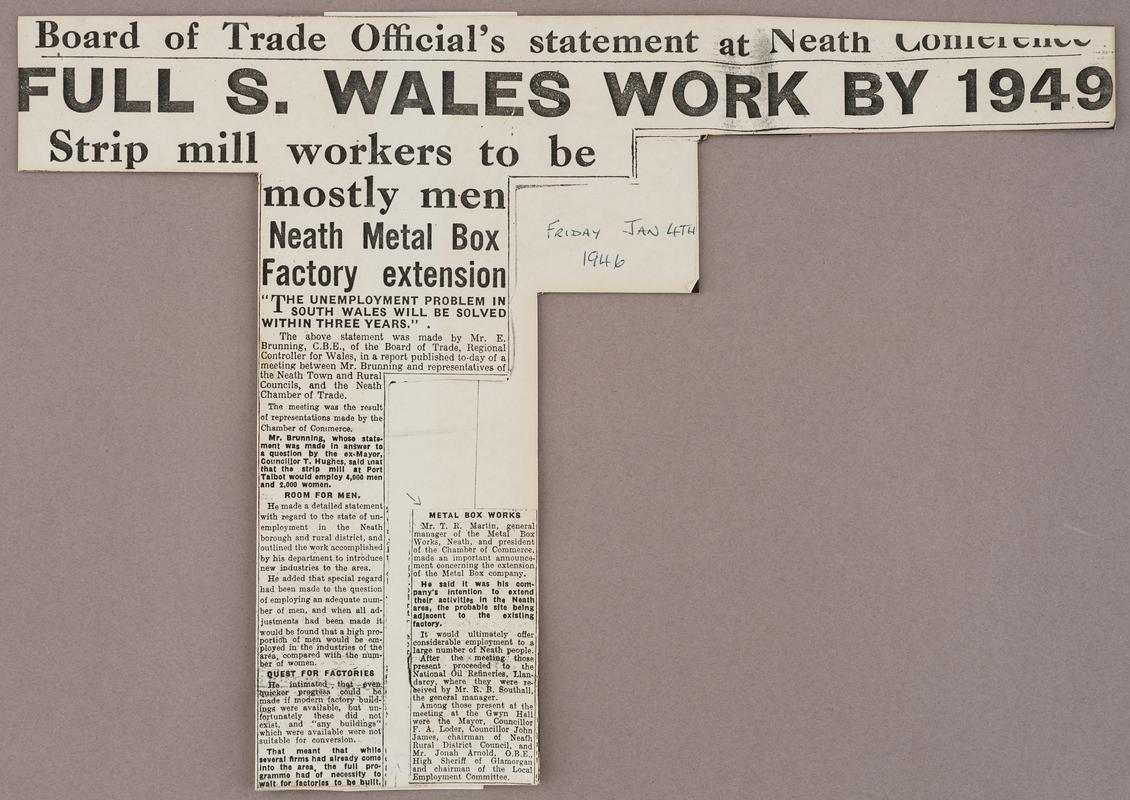 Board of Trade Official's statement at Neath Conference
FULL S. WALES WORK BY 1949
Strip mill workers to be
mostly men
Neath Metal Box
Factory extension
FRIDAY JAN 4TH
1946
"THE UNEMPLOYMENT PROBLEM IN
SOUTH WALES WILL BE SOLVED
WITHIN THREE YEARS."
The above statement was made by Mr. E.
Brunning, C.B.E., of the Board of Trade, Regional
Controller for Wales, in a report published to-day of a
meeting between Mr. Brunning and representatives of
the Neath Town and Rural
Councils, and the Neath
Chamber of Trade.
The meeting was the result
of representations made by the
Chamber of Commerce.
Mr. Brunning, whose state-
ment was made in answer to
a question by the ex-Mayor,
Councillor T. Hughes, said that
that the strip mill at Port
Talbot would employ 4,000 men
and 2,000 women.
ROOM FOR MEN.
He made a detailed statement
with regard to the state of un-
employment in the Neath
borough and rural district, and
outlined the work accomplished
by his department to introduce
new industries to the area.
He added that special regard
had been made to the question
of employing an adequate num-
ber of men, and when all ad-
justments had been made it
would be found that a high pro-
portion of men would be em-
ployed in the industries of the
area, compared with the num-
ber of women.
QUEST FOR FACTORIES
He intimated that even
quicker progress could be
made if modern factory build-
ings were available, but un-
fortunately these did not
exist, and "any buildings"
which were available were not
suitable for conversion.
That meant that while
several firms had already come
into the area, the full pro-
gramme had of necessity to
wait for factories to be built.
METAL BOX WORKS
Mr. T. R. Martin, general
manager of the Metal Box
Works, Neath, and president
of the Chamber of Commerce,
made an important announce-
ment concerning the extension
of the Metal Box company.
He said it was his com-
pany's intention to extend
their activities in the Neath
area, the probable site being
adjacent to the existing
factory.
It would ultimately offer
considerable employment to a
large number of Neath people.
After the meeting those
present proceeded to the
National Oil Refineries, Llan-
darcy, where they were re-
ceived by Mr. R. B. Southall,
the general manager.
Among those present at the
meeting at the Gwyn Hall
were the Mayor, Councillor
F. A. Loder, Councillor John
James, chairman of Neath
Rural District Council, and
Mr. Jonah Arnold, O.B.E.,
High Sheriff of Glamorgan
and chairman of the Local
Employment Committee.